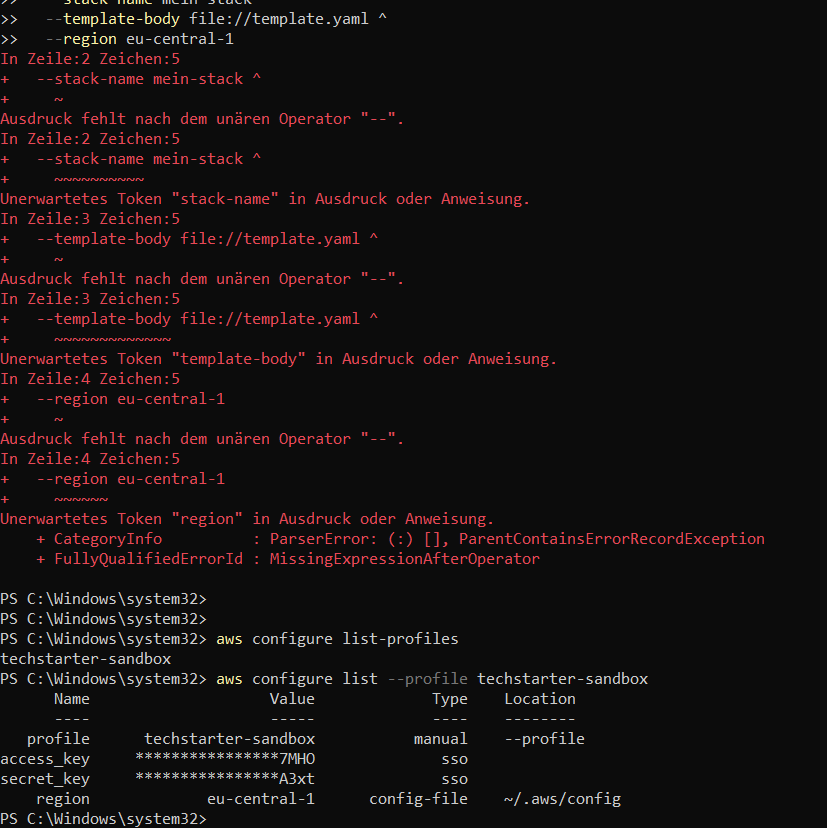 >>   --stack-name mein-stack ^
>>   --template-body file://template.yaml ^
>>   --region eu-central-1
In Zeile:2 Zeichen:5
+   --stack-name mein-stack ^
+     ~
Ausdruck fehlt nach dem unären Operator "--".
In Zeile:2 Zeichen:5
+   --stack-name mein-stack ^
+     ~~~~~~~~~~
Unerwartetes Token "stack-name" in Ausdruck oder Anweisung.
In Zeile:3 Zeichen:5
+   --template-body file://template.yaml ^
+     ~
Ausdruck fehlt nach dem unären Operator "--".
In Zeile:3 Zeichen:5
+   --template-body file://template.yaml ^
+     ~~~~~~~~~~~~~
Unerwartetes Token "template-body" in Ausdruck oder Anweisung.
In Zeile:4 Zeichen:5
+   --region eu-central-1
+     ~
Ausdruck fehlt nach dem unären Operator "--".
In Zeile:4 Zeichen:5
+   --region eu-central-1
+     ~~~~~~
Unerwartetes Token "region" in Ausdruck oder Anweisung.
    + CategoryInfo          : ParserError: (:) [], ParentContainsErrorRecordException
    + FullyQualifiedErrorId : MissingExpressionAfterOperator

PS C:\Windows\system32>
PS C:\Windows\system32>
PS C:\Windows\system32> aws configure list-profiles
techstarter-sandbox
PS C:\Windows\system32> aws configure list --profile techstarter-sandbox
      Name                    Value             Type    Location
      ----                    -----             ----    --------
   profile      techstarter-sandbox           manual    --profile
access_key     ****************7MHO              sso
secret_key     ****************A3xt              sso
    region             eu-central-1      config-file    ~/.aws/config
PS C:\Windows\system32>